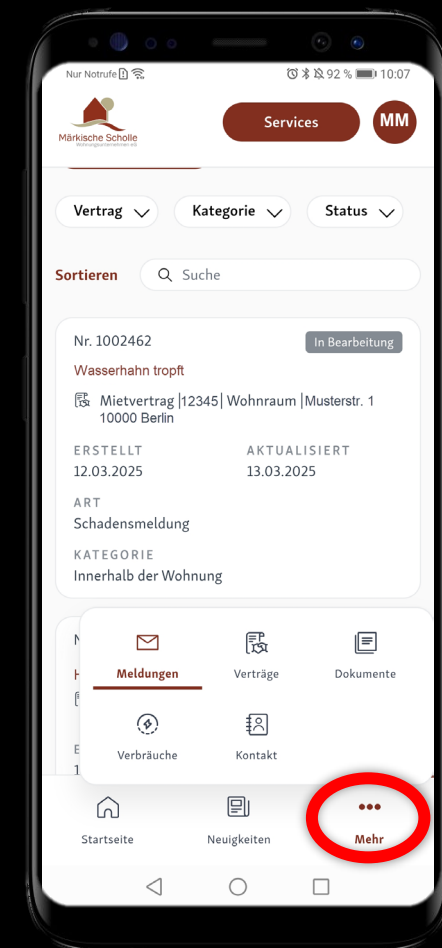 Nur Notrufe
92 % 10:07
Märkische Scholle
Wohnungsunternehmen eG
Services
MM
Vertrag
Kategorie
Status
Sortieren
Suche
Nr. 1002462
In Bearbeitung
Wasserhahn tropft
Mietvertrag |12345| Wohnraum |Musterstr. 1
10000 Berlin
ERSTELLT
AKTUALISIERT
12.03.2025
13.03.2025
ART
Schadensmeldung
KATEGORIE
Innerhalb der Wohnung
Meldungen
Verträge
Dokumente
Verbräuche
Kontakt
Startseite
Neuigkeiten
Mehr